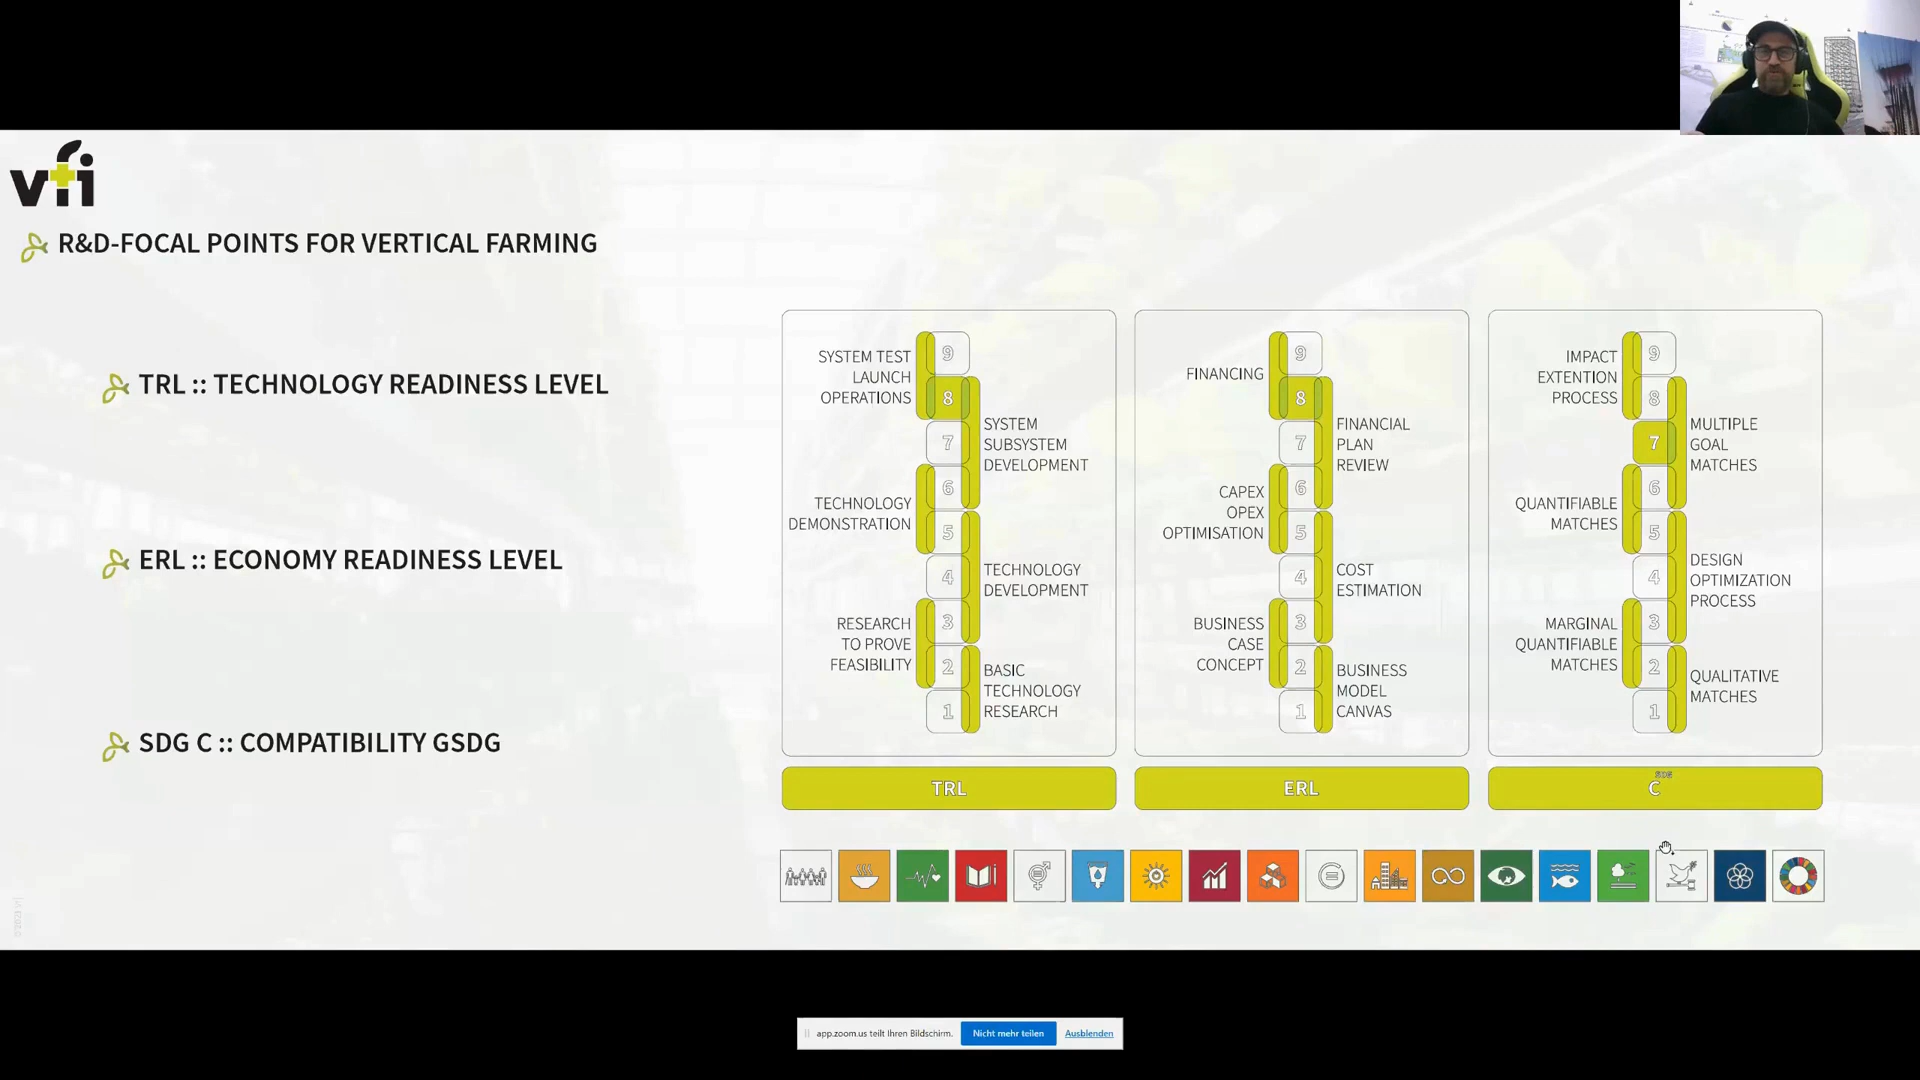 vfi
R&D-FOCAL POINTS FOR VERTICAL FARMING
TRL :: TECHNOLOGY READINESS LEVEL
ERL :: ECONOMY READINESS LEVEL
SDG C :: COMPATIBILITY GSDG
SYSTEM TEST
LAUNCH
OPERATIONS
TECHNOLOGY
DEMONSTRATION
RESEARCH
TO PROVE
FEASIBILITY
9
8
7
6
5
4
3
2
1
SYSTEM
SUBSYSTEM
DEVELOPMENT
TECHNOLOGY
DEVELOPMENT
BASIC
TECHNOLOGY
RESEARCH
TRL
FINANCING
CAPEX
OPEX
OPTIMISATION
BUSINESS
CASE
CONCEPT
9
8
7
6
5
4
3
2
1
FINANCIAL
PLAN
REVIEW
COST
ESTIMATION
BUSINESS
MODEL
CANVAS
ERL
IMPACT
EXTENTION
PROCESS
QUANTIFIABLE
MATCHES
MARGINAL
QUANTIFIABLE
MATCHES
9
8
7
6
5
4
3
2
1
MULTIPLE
GOAL
MATCHES
DESIGN
OPTIMIZATION
PROCESS
QUALITATIVE
MATCHES
SDG
C
app.zoom.us teilt Ihren Bildschirm. Nicht mehr teilen Ausblenden